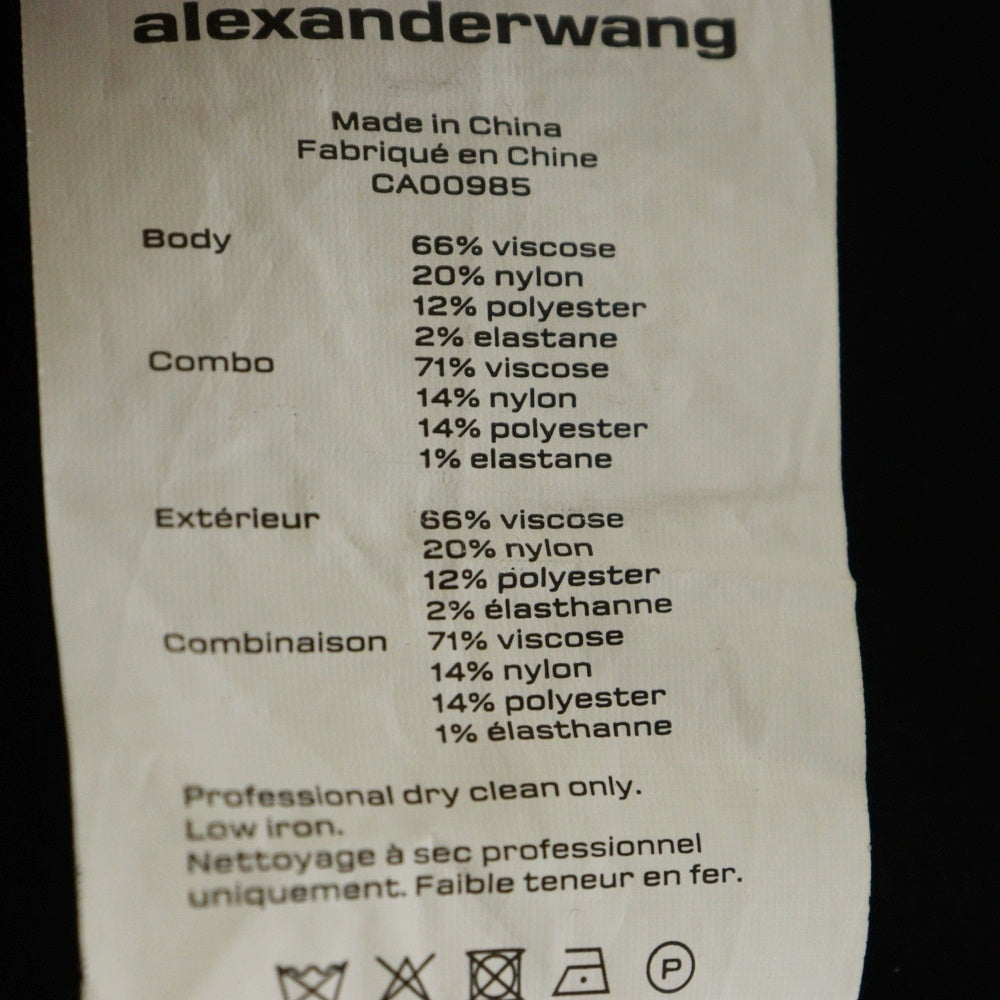 alexanderwang
Made in China
Fabriqué en Chine
CA00985
Body 66% viscose
20% nylon
12% polyester
2% elastane
Combo 71% viscose
14% nylon
14% polyester
1% elastane
Extérieur 66% viscose
20% nylon
12% polyester
2% élasthanne
Combinaison 71% viscose
14% nylon
14% polyester
1% élasthanne
Professional dry clean only.
Low iron.
Nettoyage à sec professionnel
uniquement. Faible teneur en fer.
P